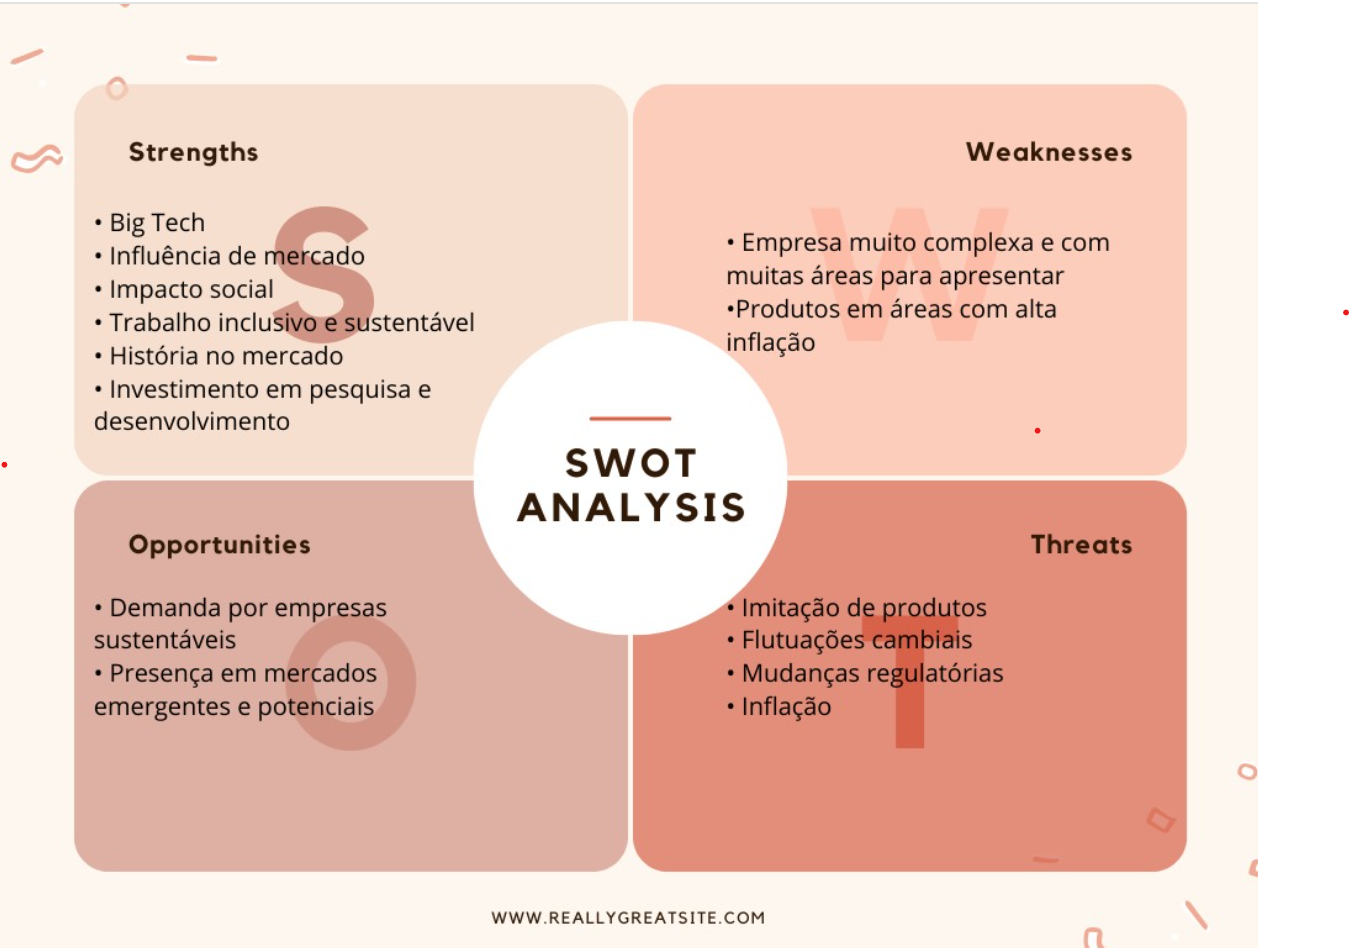 Strengths
• Big Tech
• Influência de mercado
• Impacto social
• Trabalho inclusivo e sustentável
• História no mercado
• Investimento em pesquisa e
desenvolvimento
Weaknesses
• Empresa muito complexa e com
muitas áreas para apresentar
•Produtos em áreas com alta
inflação
SWOT
ANALYSIS
Opportunities
• Demanda por empresas
sustentáveis
• Presença em mercados
emergentes e potenciais
Threats
• Imitação de produtos
• Flutuações cambiais
• Mudanças regulatórias
• Inflação
S
W
O
T
WWW.REALLYGREATSITE.COM